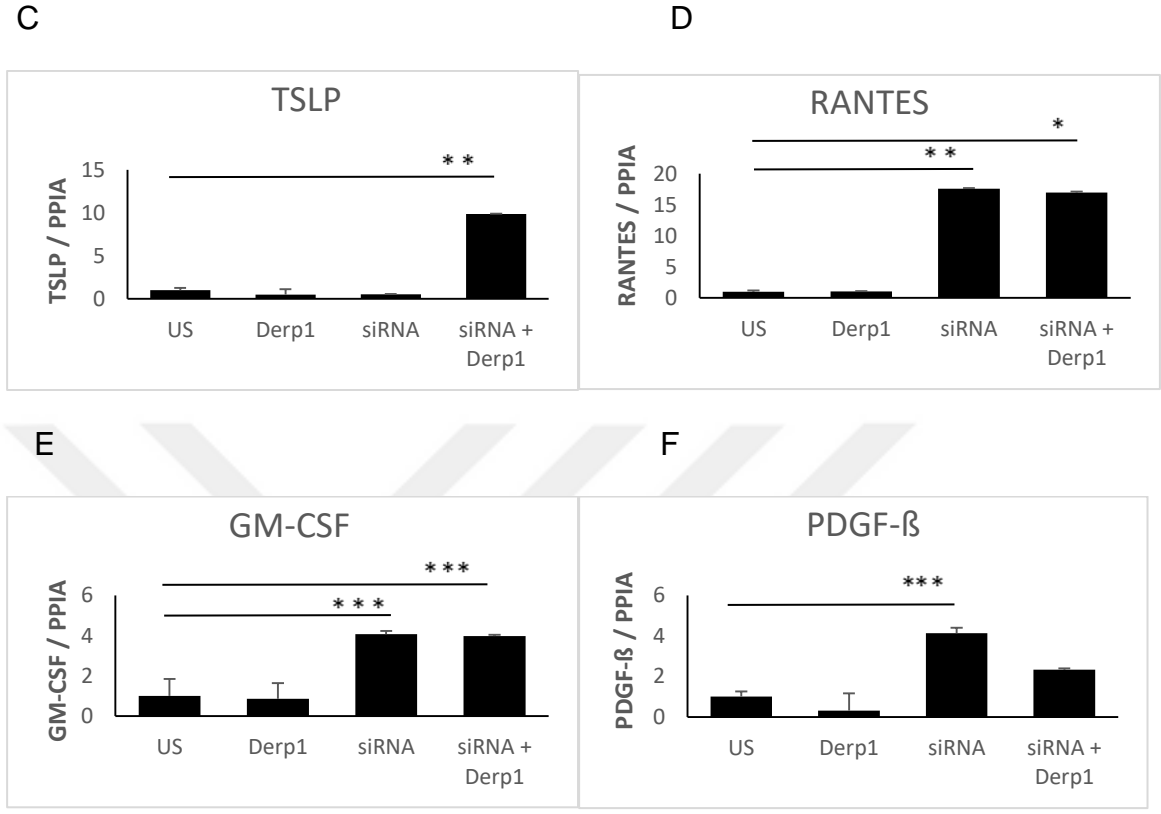 C
D
TSLP
* *
TSLP / PPIA
15
10
5
0
US
Derp1
siRNA
siRNA +
Derp1
RANTES
*
* *
RANTES / PPIA
20
15
10
5
0
US
Derp1
siRNA
siRNA +
Derp1
E
F
GM-CSF
***
* * *
GM-CSF / PPIA
6
4
2
0
US
Derp1
siRNA
siRNA +
Derp1
PDGF-ß
***
PDGF-ß / PPIA
6
4
2
0
US
Derp1
siRNA
siRNA +
Derp1